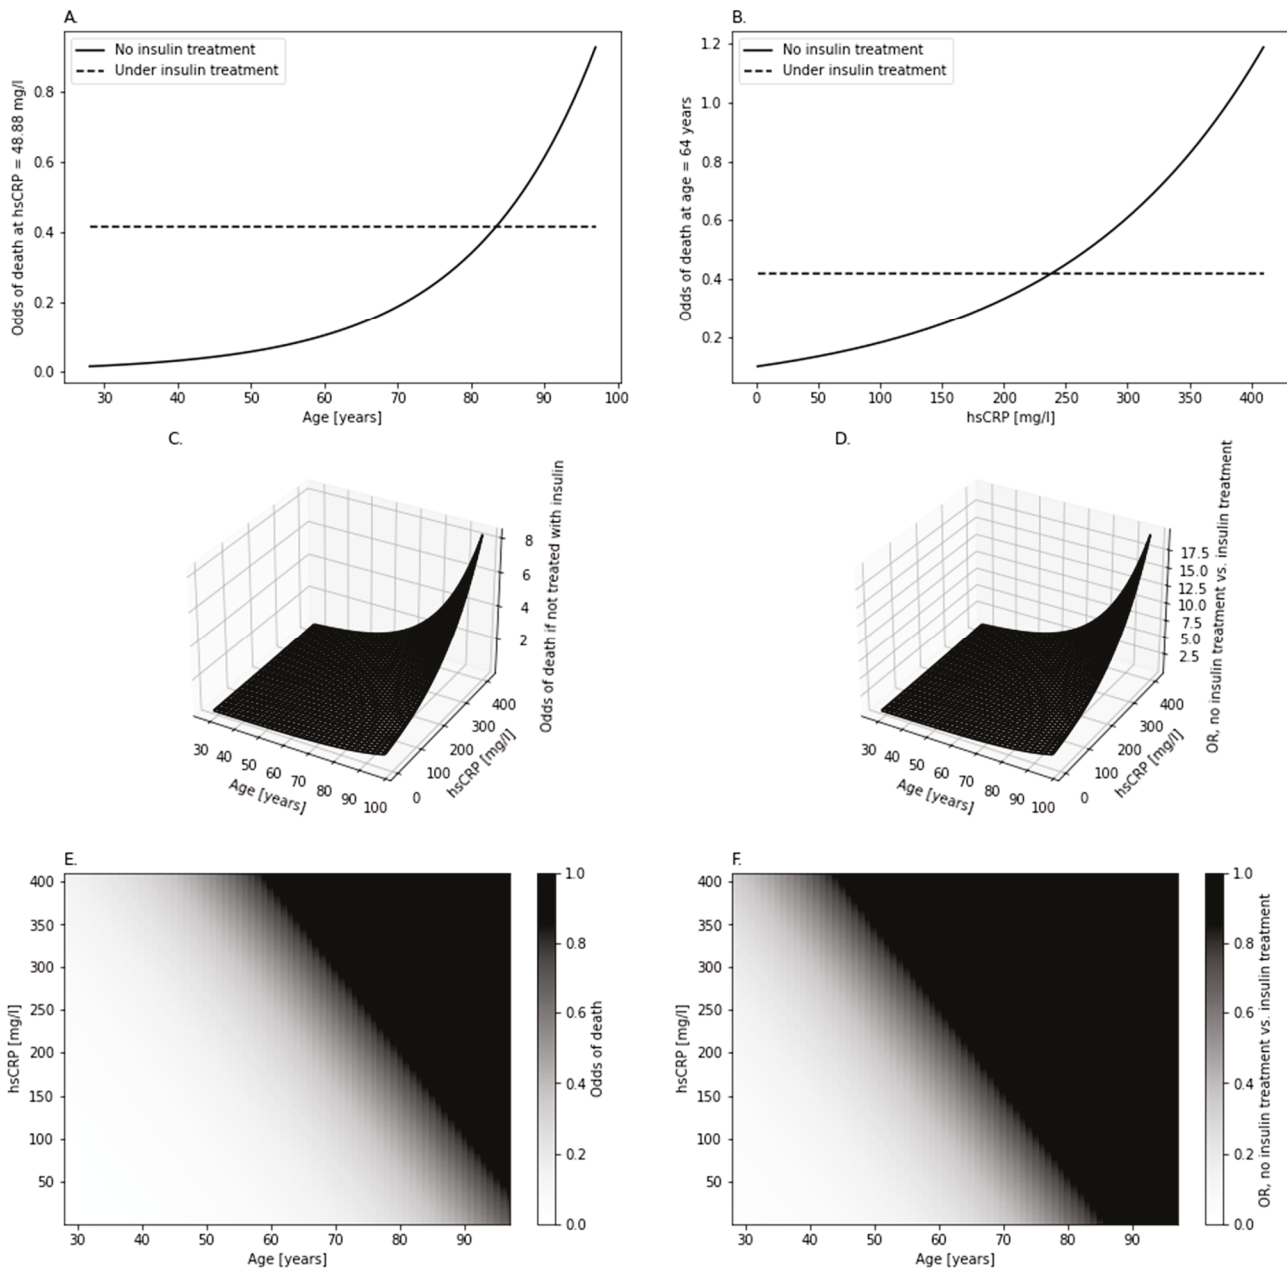 A.
No insulin treatment
Under insulin treatment
Odds of death at hsCRP = 48.88 mg/l
0.8
0.6
0.4
0.2
0.0
30 40 50 60 70 80 90 100
Age [years]
B.
No insulin treatment
Under insulin treatment
Odds of death at age = 64 years
1.2
1.0
0.8
0.6
0.4
0.2
0 50 100 150 200 250 300 350 400
hsCRP [mg/l]
C.
Odds of death if not treated with insulin
8
6
4
2
400
300
200
100
0
hsCRP [mg/l]
30 40 50 60 70 80 90 100
Age [years]
D.
OR, no insulin treatment vs. insulin treatment
17.5
15.0
12.5
10.0
7.5
5.0
2.5
400
300
200
100
0
hsCRP [mg/l]
30 40 50 60 70 80 90 100
Age [years]
E.
hsCRP [mg/l]
400
350
300
250
200
150
100
50
30 40 50 60 70 80 90
Age [years]
1.0
0.8
0.6
0.4
0.2
0.0
Odds of death
F.
hsCRP [mg/l]
400
350
300
250
200
150
100
50
30 40 50 60 70 80 90
Age [years]
1.0
0.8
0.6
0.4
0.2
0.0
OR, no insulin treatment vs. insulin treatment